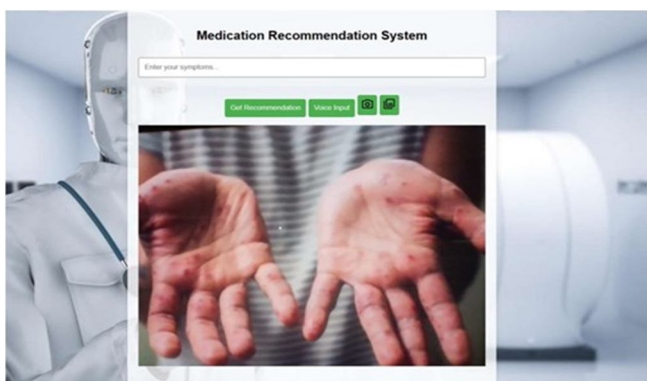 Medication Recommendation System
Enter your symptoms...
Get Recommendation Voice Input